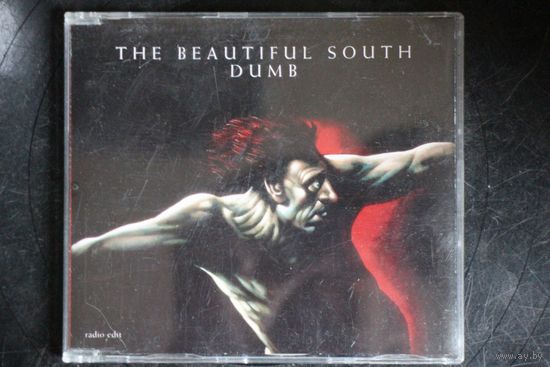 THE BEAUTIFUL SOUTH
DUMB
radio edit
www.ay.by